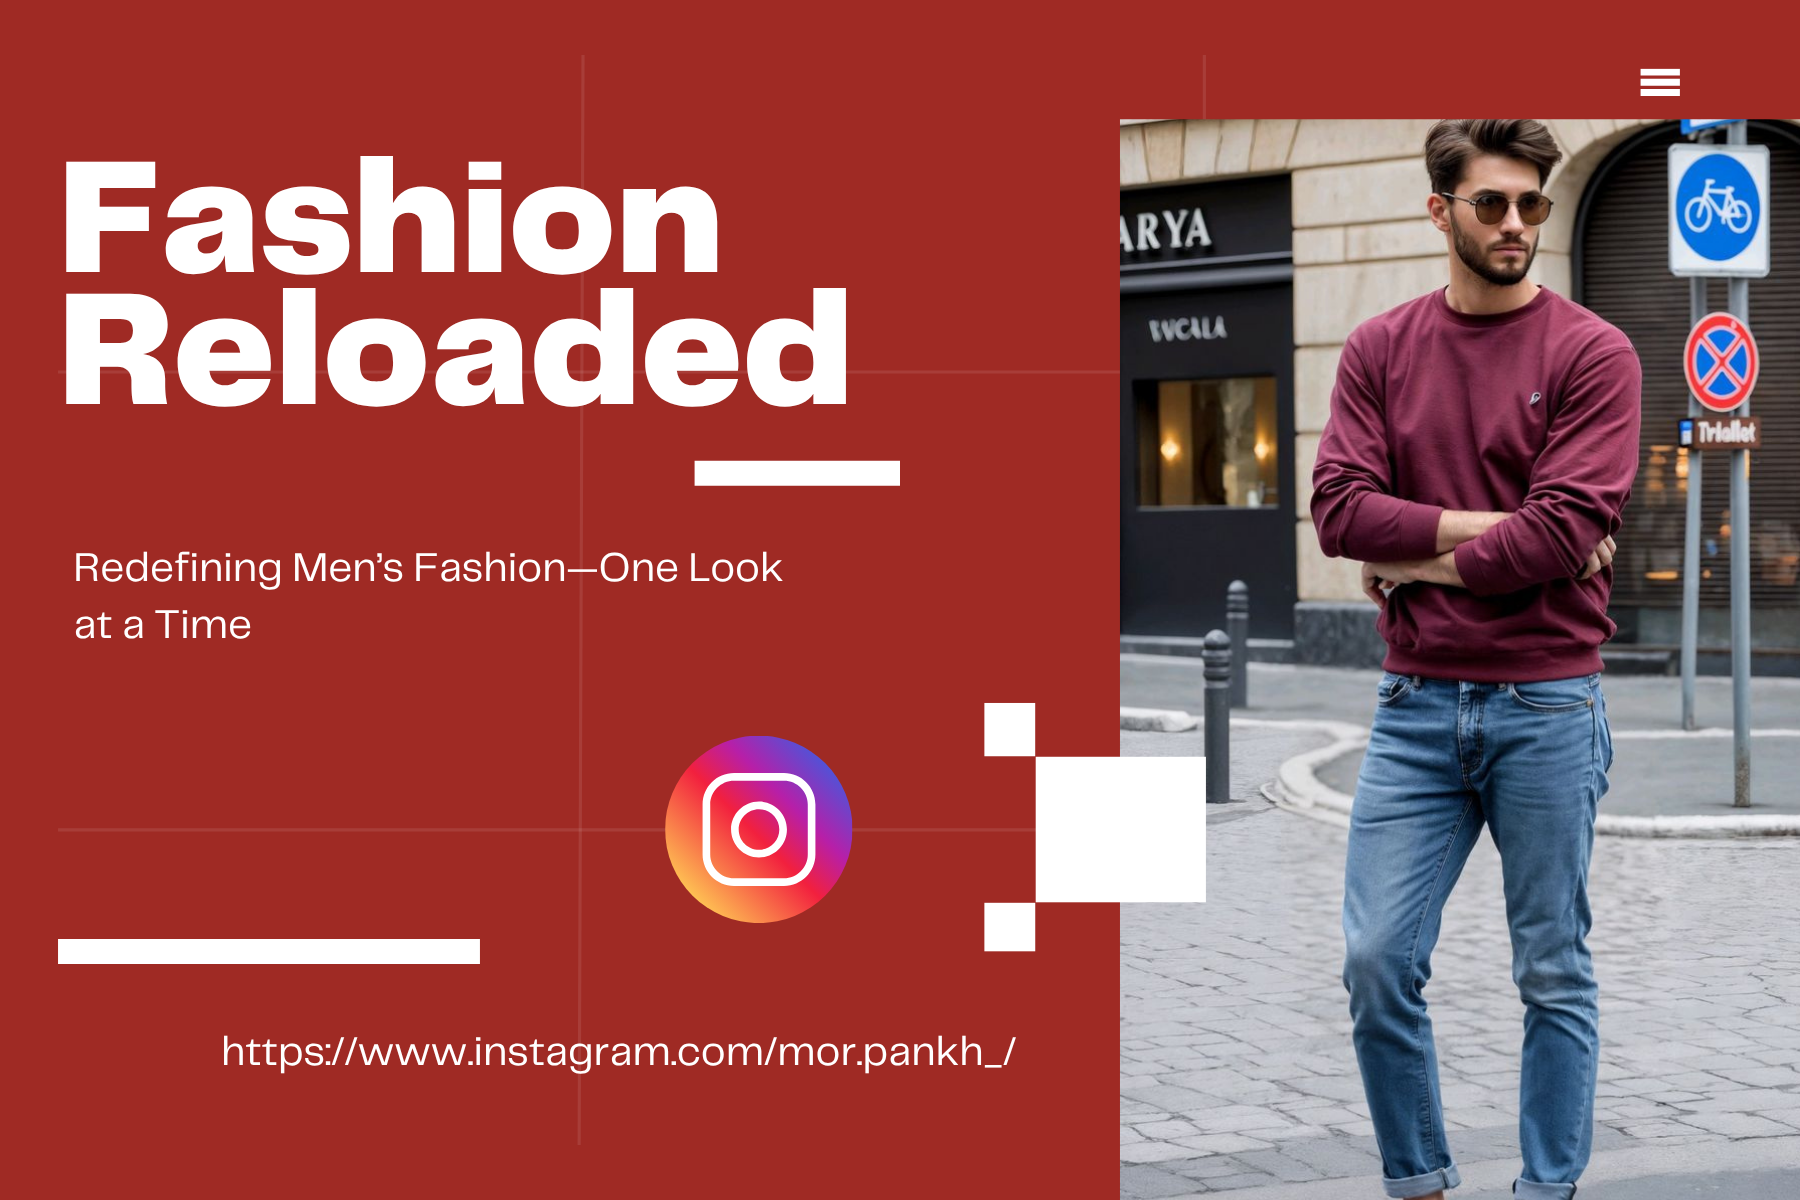 Fashion
Reloaded
Redefining Men’s Fashion—One Look
at a Time
https://www.instagram.com/mor.pankh_/
ARYA